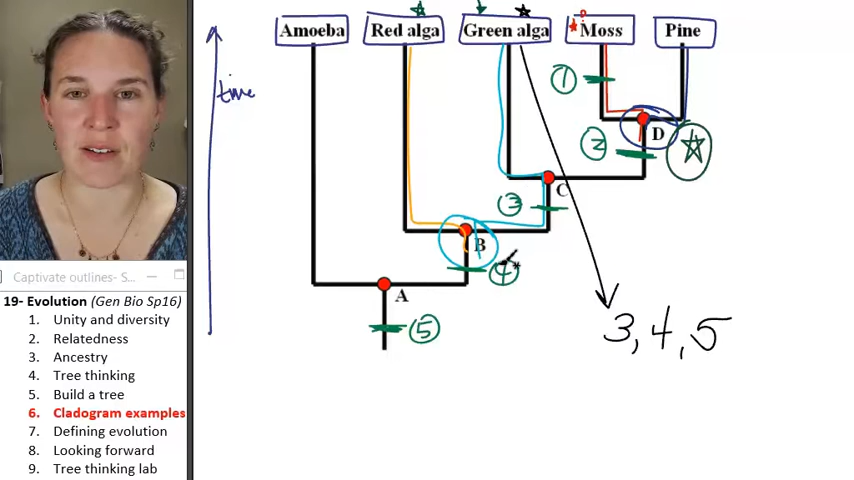 Amoeba Red alga Green alga Moss Pine
time
1
D
2
C
3
B
4
A
5
3, 4, 5
Captivate outlines- S...
19- Evolution (Gen Bio Sp16)
1. Unity and diversity
2. Relatedness
3. Ancestry
4. Tree thinking
5. Build a tree
6. Cladogram examples
7. Defining evolution
8. Looking forward
9. Tree thinking lab